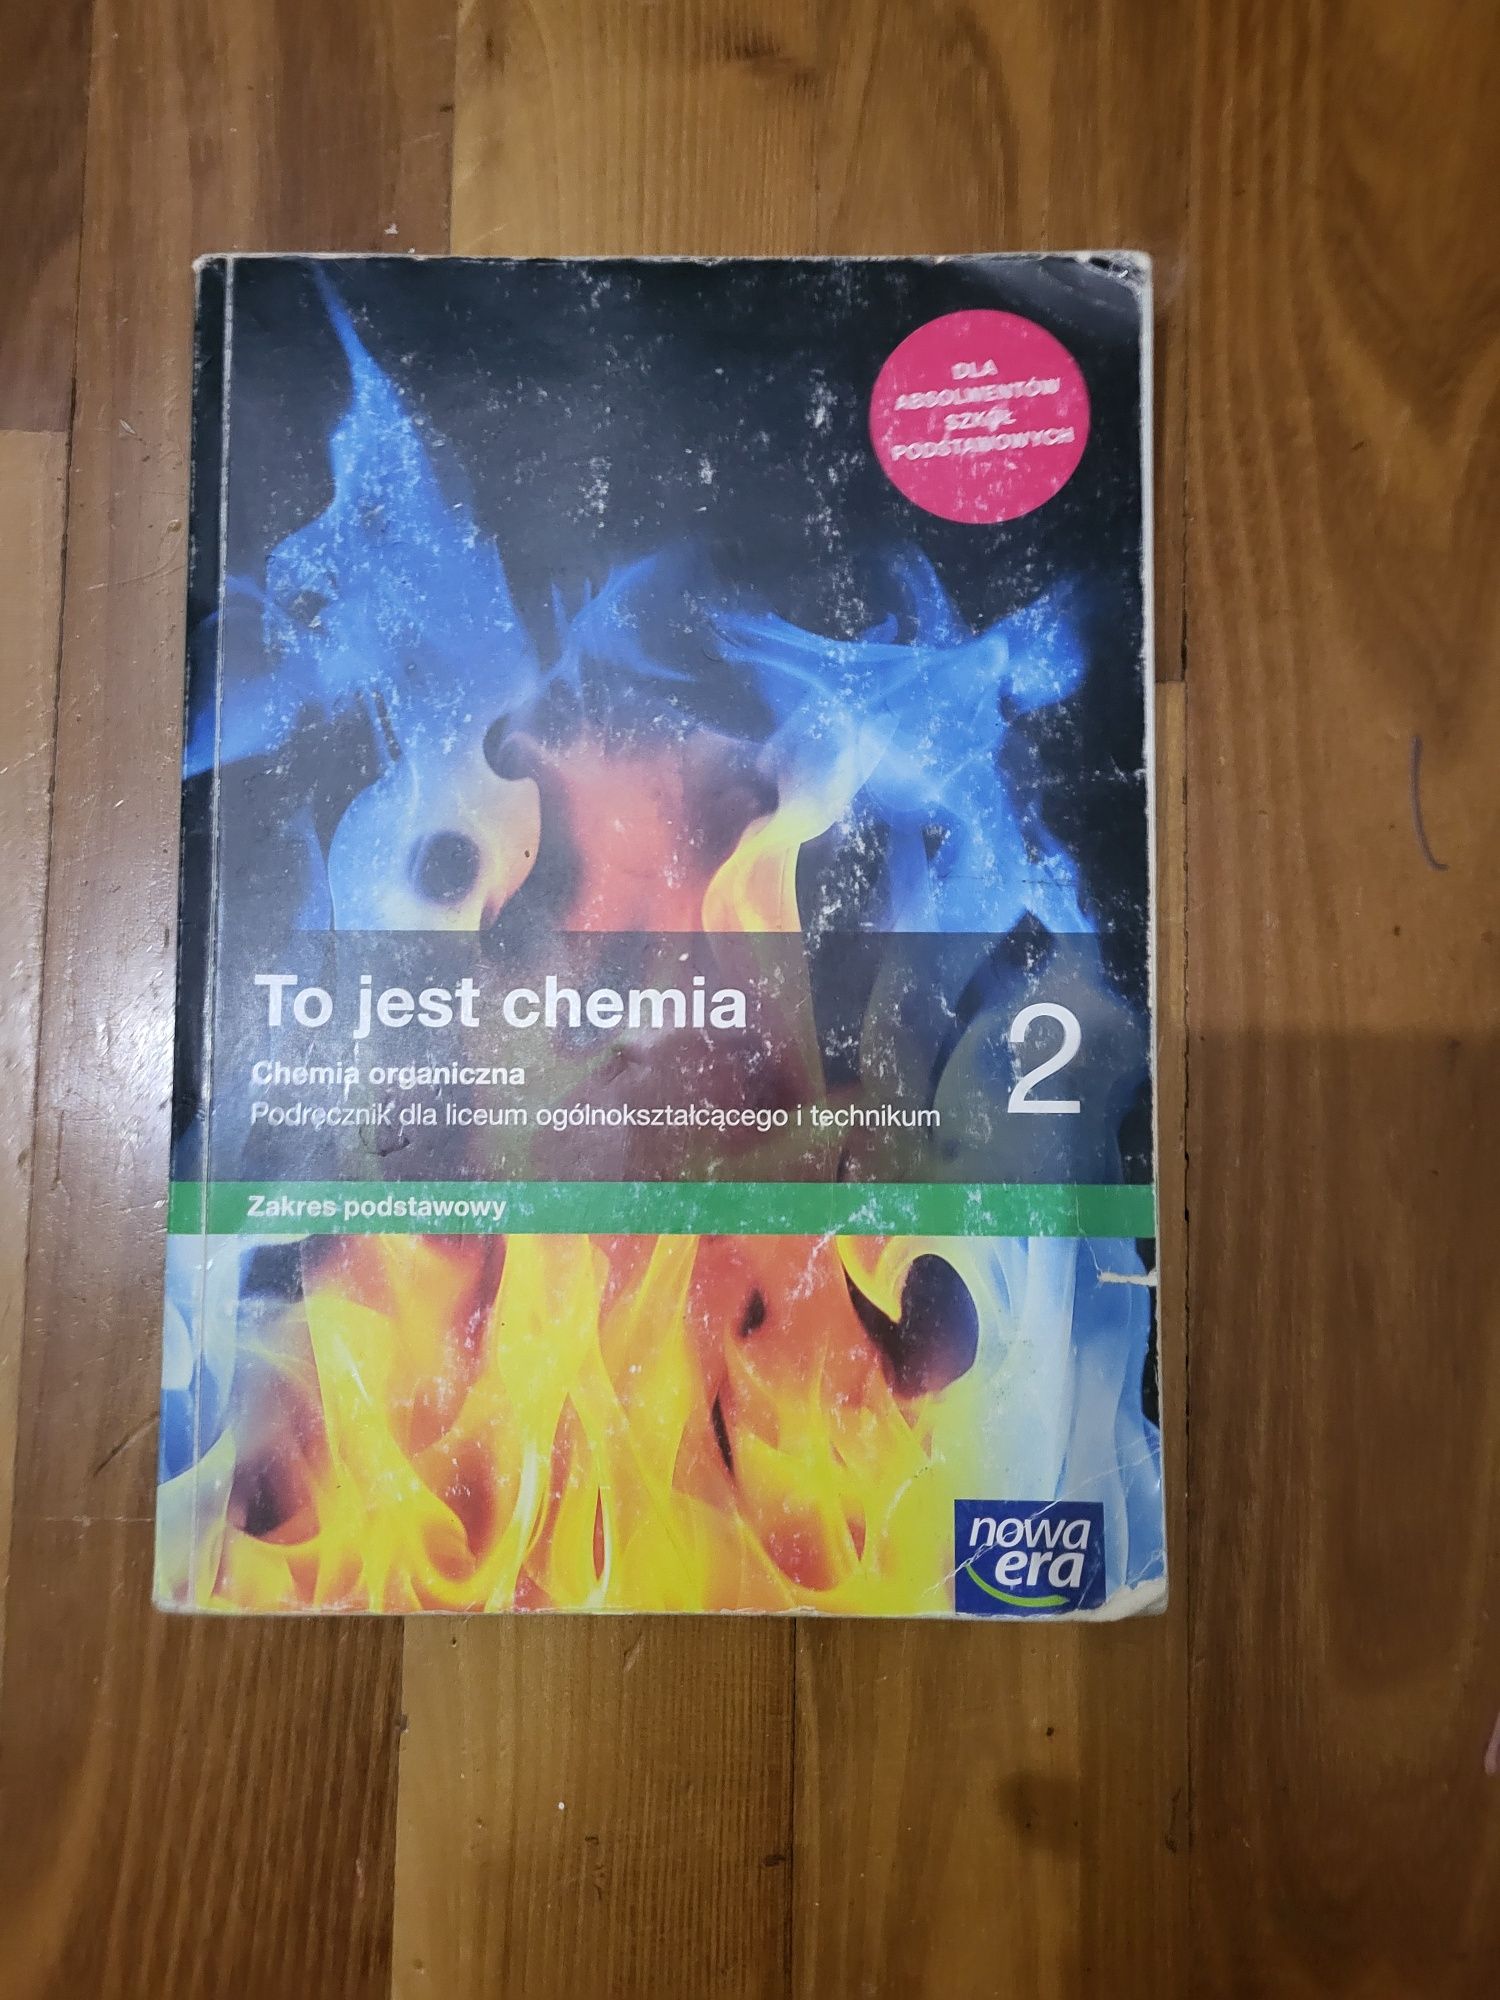 DLA
ABSOLWENTÓW
SZKÓŁ
PODSTAWOWYCH
To jest chemia 2
Chemia organiczna
Podręcznik dla liceum ogólnokształcącego i technikum
Zakres podstawowy
nowa
era